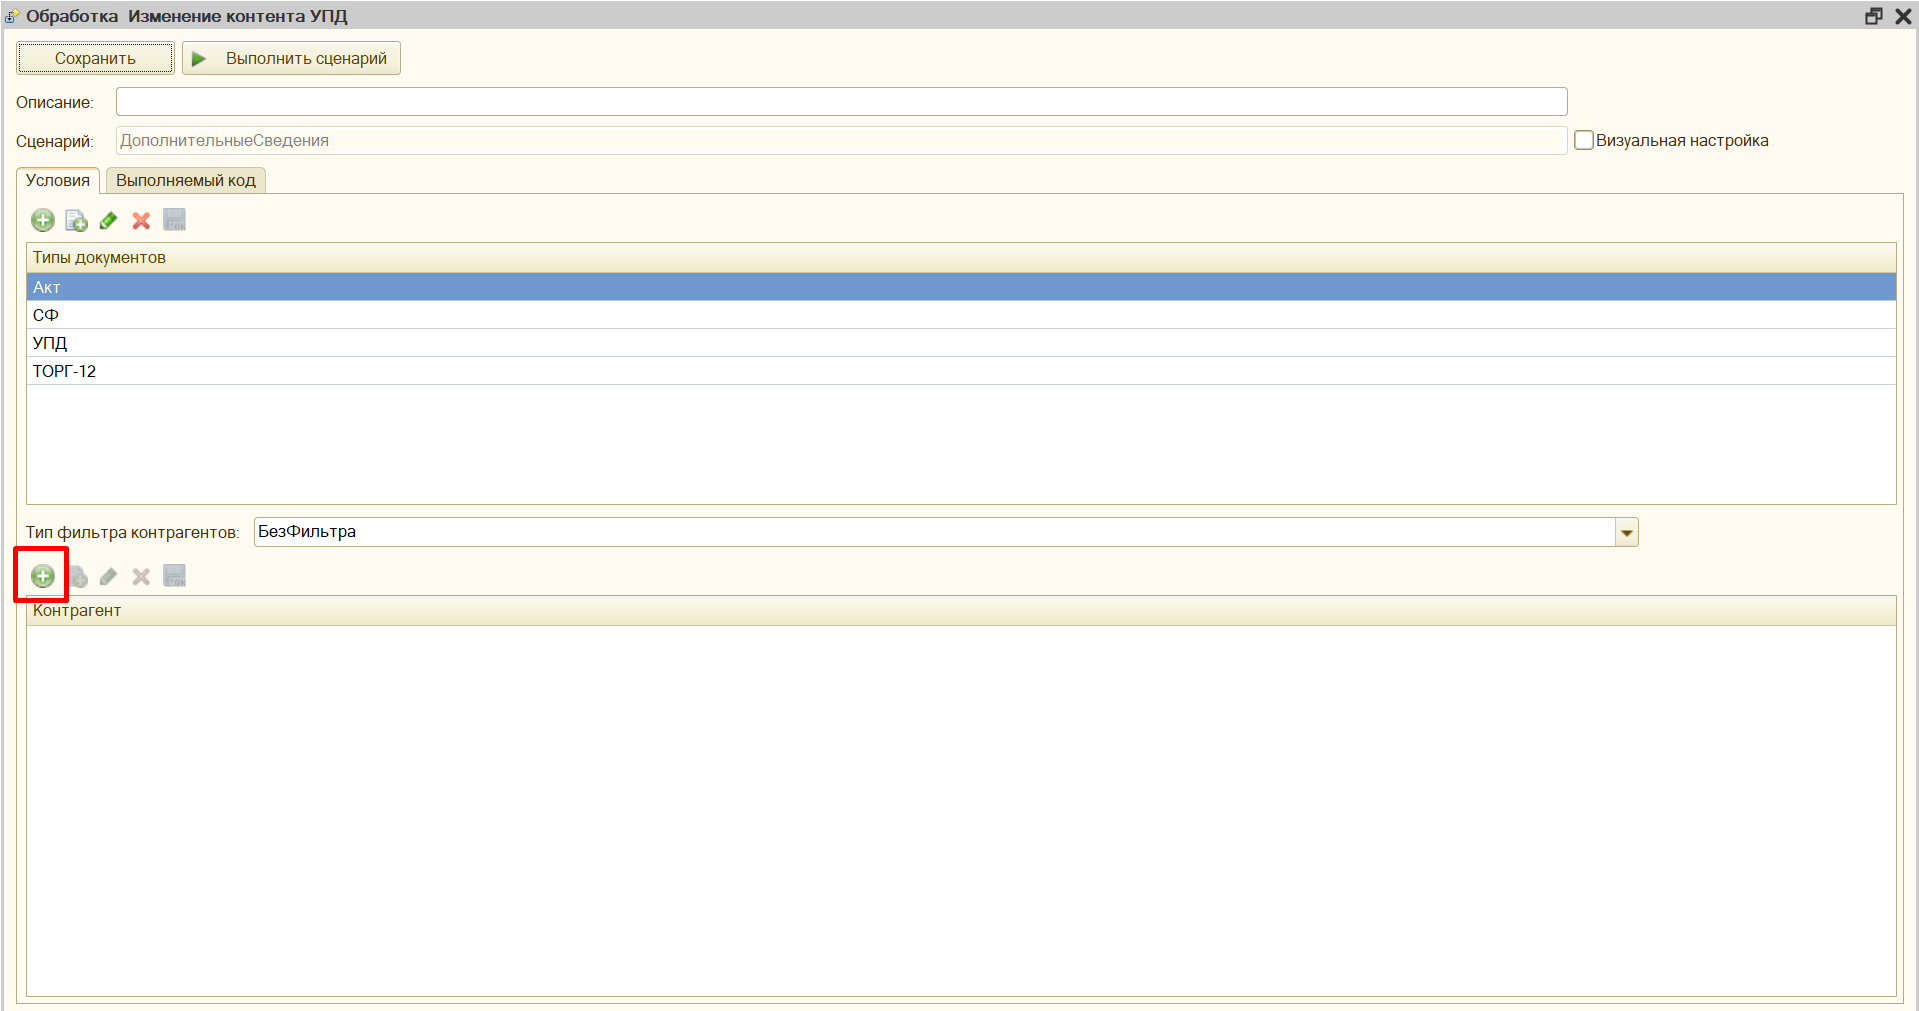 Обработка  Изменение контента УПД
Сохранить
Выполнить сценарий
Описание:
Сценарий: ДополнительныеСведения
Визуальная настройка
Условия
Выполняемый код
Типы документов
Акт
СФ
УПД
ТОРГ-12
Тип фильтра контрагентов: БезФильтра
Контрагент